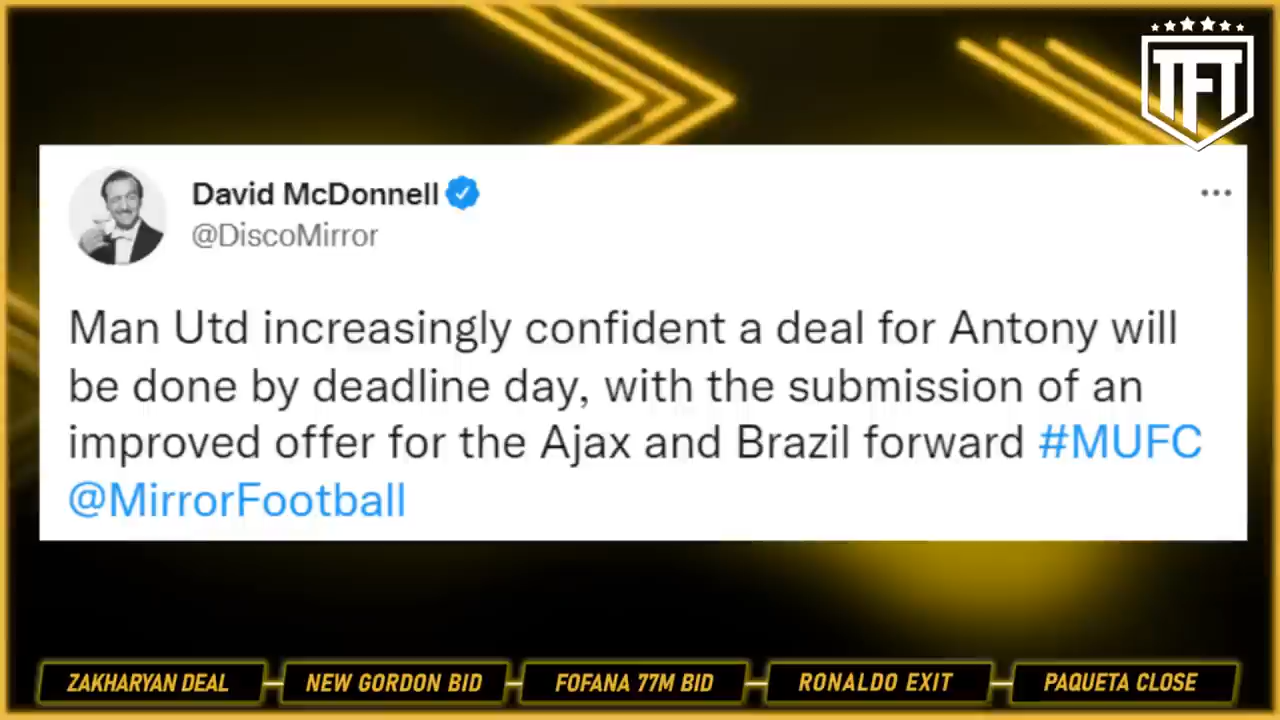 TFT
David McDonnell
@DiscoMirror
Man Utd increasingly confident a deal for Antony will
be done by deadline day, with the submission of an
improved offer for the Ajax and Brazil forward #MUFC
@MirrorFootball
ZAKHARYAN DEAL
NEW GORDON BID
FOFANA 77M BID
RONALDO EXIT
PAQUETA CLOSE